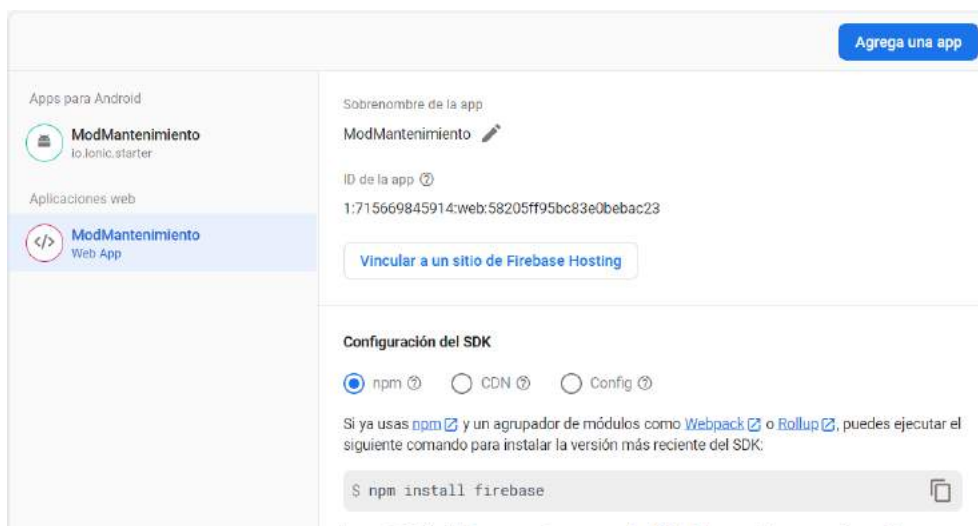 Agrega una app
Apps para Android
ModMantenimiento
io.ionic.starter
Aplicaciones web
</>
ModMantenimiento
Web App
Sobrenombre de la app
ModMantenimiento
ID de la app
1:715669845914:web:58205ff95bc83e0bebac23
Vincular a un sitio de Firebase Hosting
Configuración del SDK
npm CDN Config
Si ya usas npm y un agrupador de módulos como Webpack o Rollup, puedes ejecutar el
siguiente comando para instalar la versión más reciente del SDK:
$ npm install firebase